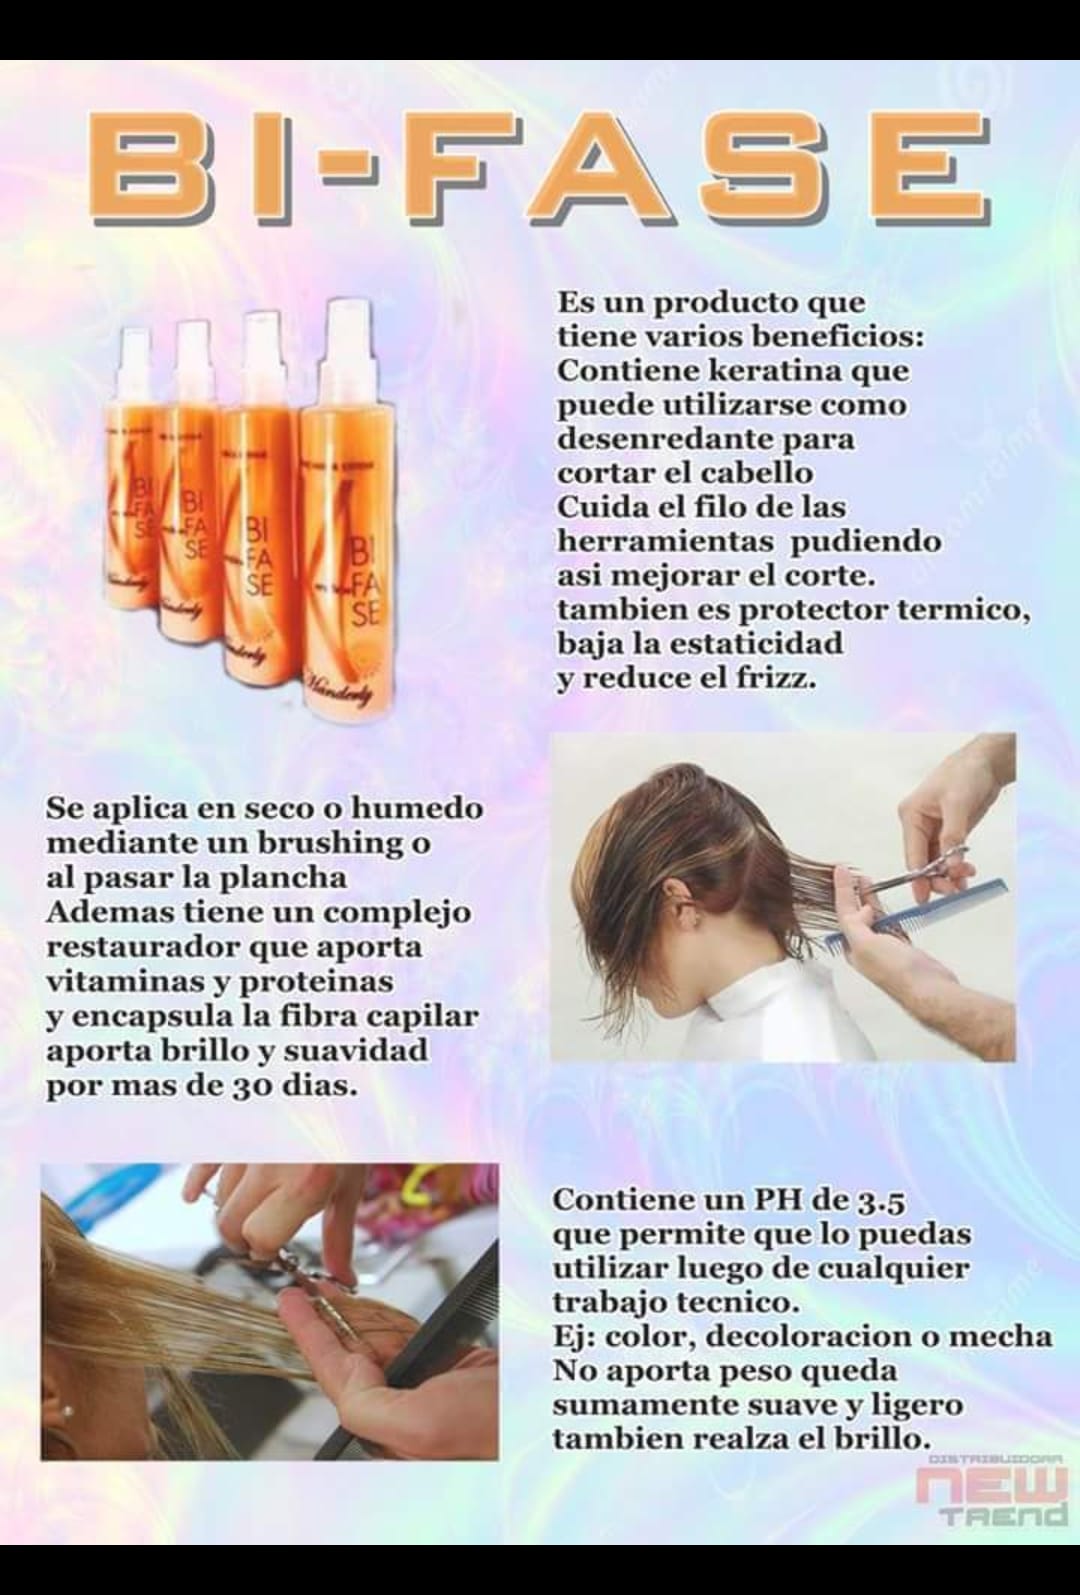 BI-FASE
Es un producto que
tiene varios beneficios:
Contiene keratina que
puede utilizarse como
desenredante para
cortar el cabello
Cuida el filo de las
herramientas pudiendo
asi mejorar el corte.
tambien es protector termico,
baja la estaticidad
y reduce el frizz.
BI
FA
SE
BI
FA
SE
BI
FA
SE
BI
FA
SE
Wanderly
Se aplica en seco o humedo
mediante un brushing o
al pasar la plancha
Ademas tiene un complejo
restaurador que aporta
vitaminas y proteinas
y encapsula la fibra capilar
aporta brillo y suavidad
por mas de 30 dias.
Contiene un PH de 3.5
que permite que lo puedas
utilizar luego de cualquier
trabajo tecnico.
Ej: color, decoloracion o mecha
No aporta peso queda
sumamente suave y ligero
tambien realza el brillo.
DISTRIBUIDORA
NEW
TREND